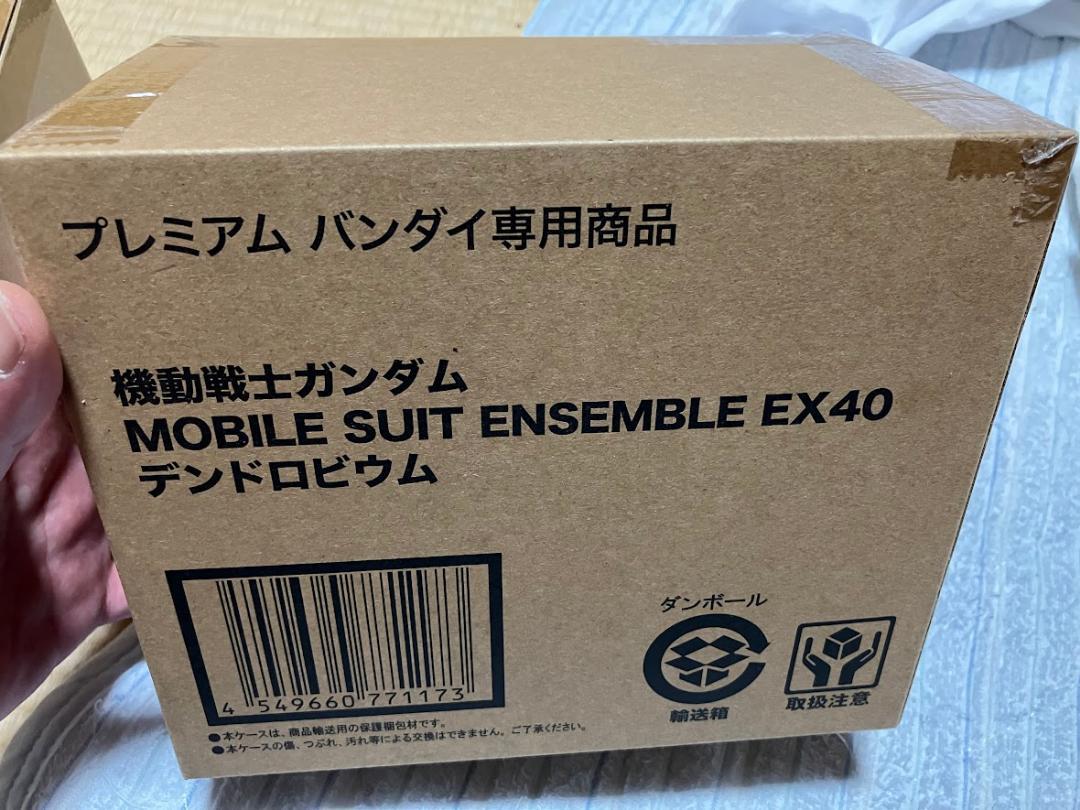 プレミアム バンダイ専用商品
機動戦士ガンダム
MOBILE SUIT ENSEMBLE EX40
デンドロビウム
4 549660 771173
●本ケースは、商品輸送用の保護梱包材です。
●本ケースの傷、つぶれ、汚れ等による交換はできません。ご了承ください。
ダンボール
輸送箱
取扱注意